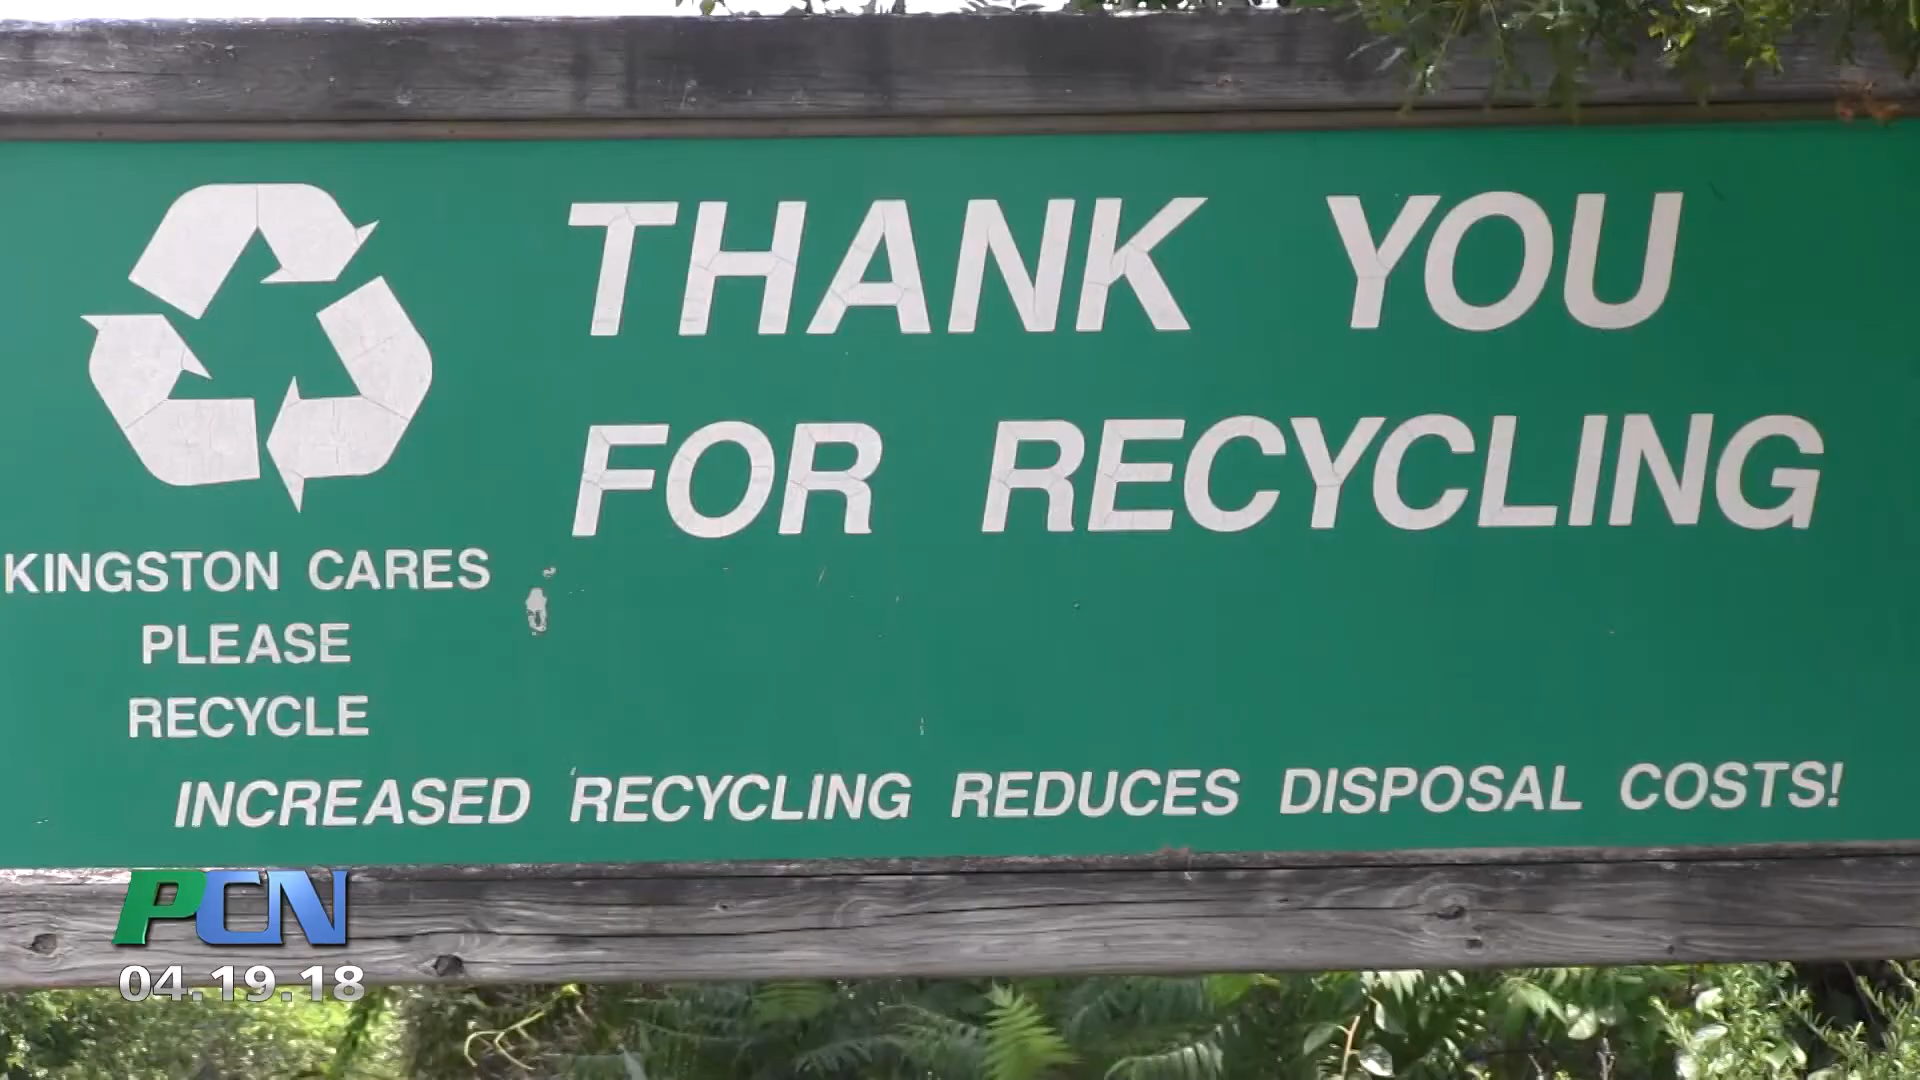 THANK YOU
FOR RECYCLING
KINGSTON CARES
PLEASE
RECYCLE
INCREASED RECYCLING REDUCES DISPOSAL COSTS!
PCN
04.19.18